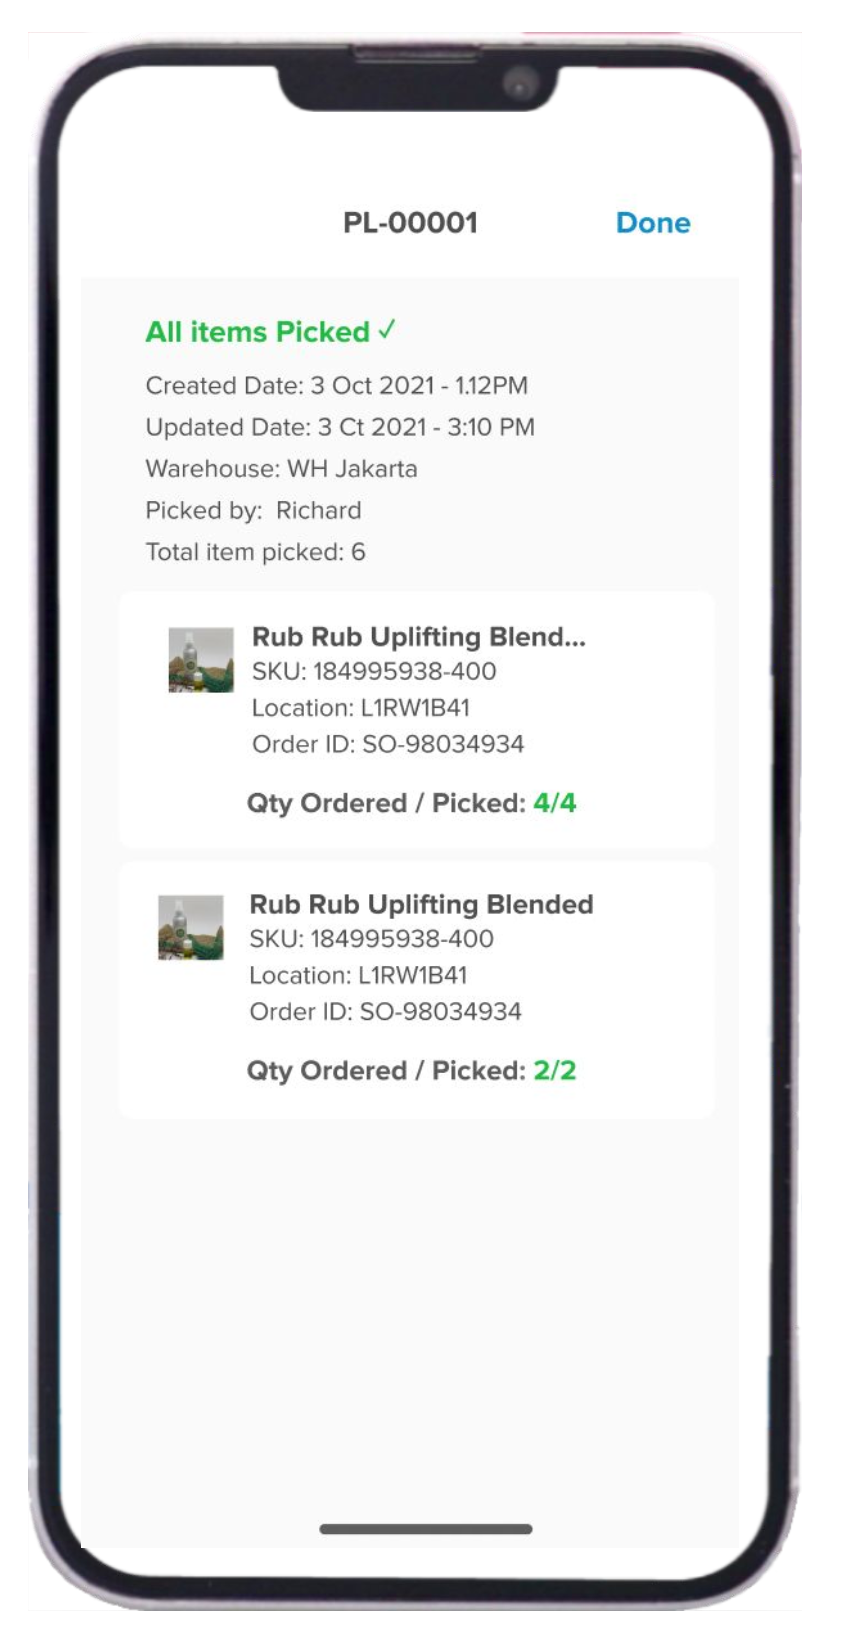 PL-00001
Done
All items Picked ✓
Created Date: 3 Oct 2021 - 1.12PM
Updated Date: 3 Ct 2021 - 3:10 PM
Warehouse: WH Jakarta
Picked by: Richard
Total item picked: 6
Rub Rub Uplifting Blend...
SKU: 184995938-400
Location: L1RW1B41
Order ID: SO-98034934
Qty Ordered / Picked: 4/4
Rub Rub Uplifting Blended
SKU: 184995938-400
Location: L1RW1B41
Order ID: SO-98034934
Qty Ordered / Picked: 2/2